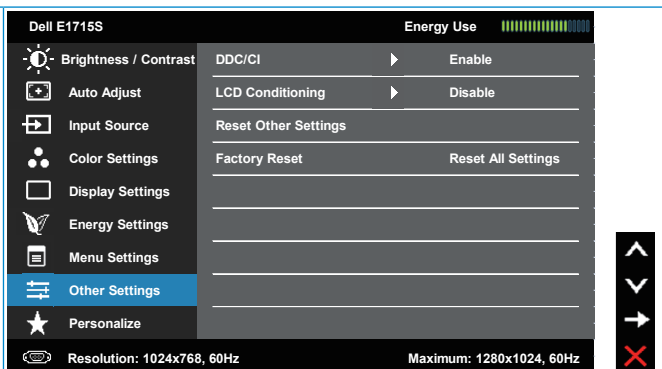 Dell E1715S Energy Use
Brightness / Contrast DDC/CI Enable
Auto Adjust LCD Conditioning Disable
Input Source Reset Other Settings
Color Settings Factory Reset Reset All Settings
Display Settings
Energy Settings
Menu Settings
Other Settings
Personalize
Resolution: 1024x768, 60Hz Maximum: 1280x1024, 60Hz